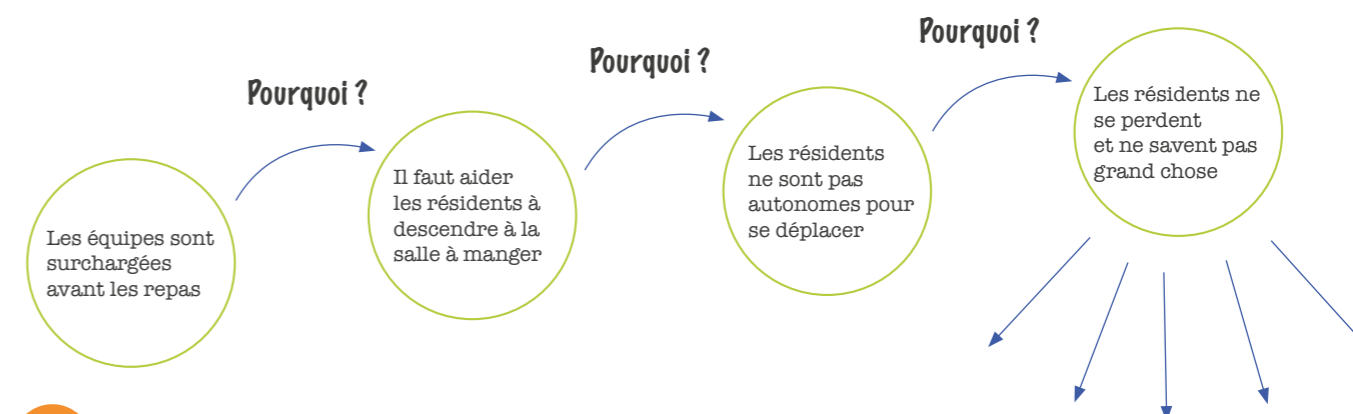 Pourquoi ?
Pourquoi ?
Pourquoi ?
Les équipes sont
surchargées
avant les repas
Il faut aider
les résidents à
descendre à la
salle à manger
Les résidents
ne sont pas
autonomes pour
se déplacer
Les résidents ne
se perdent
et ne savent pas
grand chose